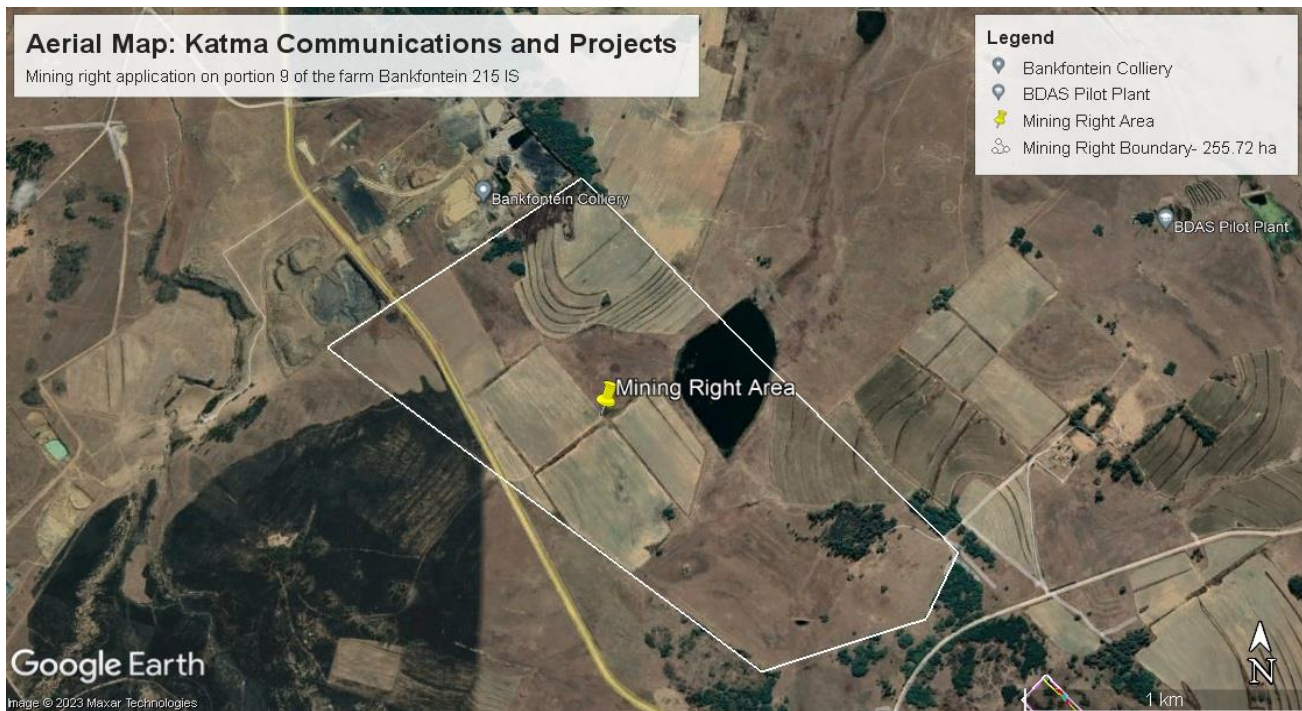 Aerial Map: Katma Communications and Projects
Mining right application on portion 9 of the farm Bankfontein 215 IS
Legend
Bankfontein Colliery
BDAS Pilot Plant
Mining Right Area
Mining Right Boundary- 255.72 ha
Bankfontein Colliery
BDAS Pilot Plant
Mining Right Area
Google Earth
Image © 2023 Maxar Technologies
N
1 km